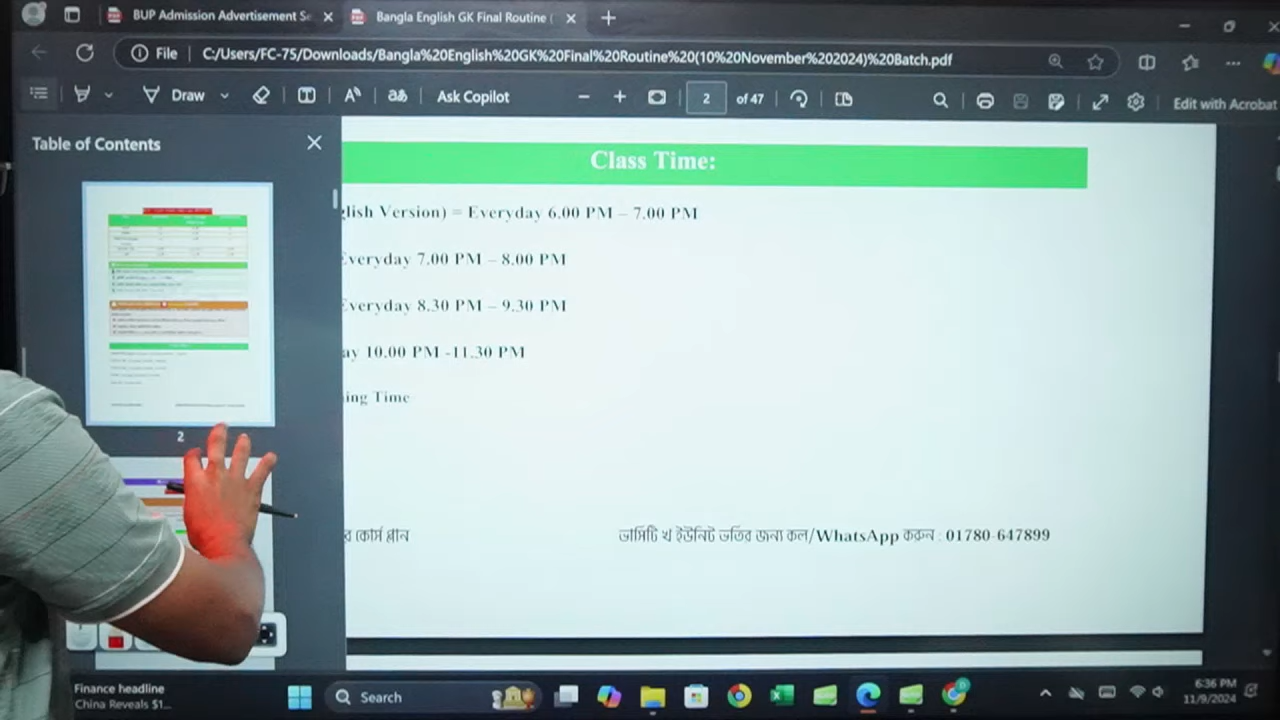 BUP Admission Advertisement Se
Bangla English GK Final Routine (
File
C:/Users/FC-75/Downloads/Bangla%20English%20GK%20Final%20Routine%20(10%20November%202024)%20Batch.pdf
Draw
Ask Copilot
2 of 47
Edit with Acrobat
Table of Contents
2
Class Time:
glish Version) = Everyday 6.00 PM – 7.00 PM
Everyday 7.00 PM – 8.00 PM
Everyday 8.30 PM – 9.30 PM
ay 10.00 PM -11.30 PM
ing Time
র কোর্স প্লান
ভার্সিটি খ ইউনিট ভর্তির জন্য কল/WhatsApp করুন : 01780-647899
Finance headline
China Reveals $1...
Search
6:36 PM
11/9/2024